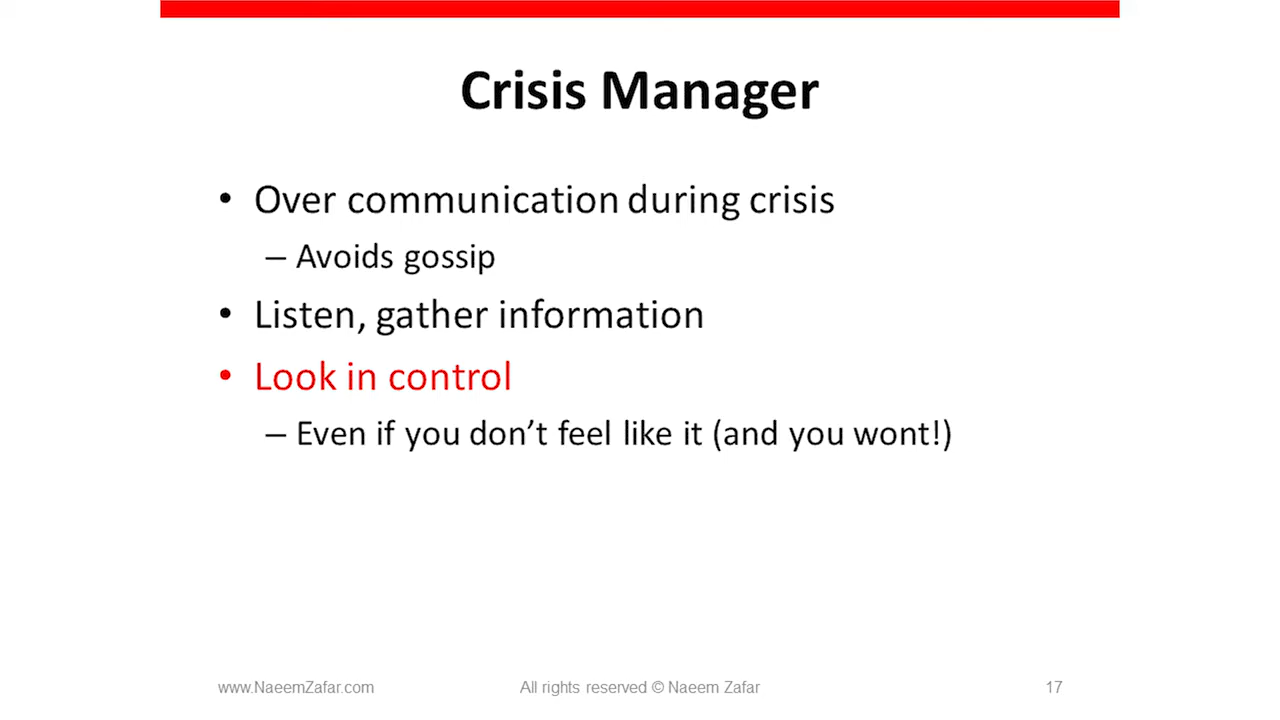 Crisis Manager
• Over communication during crisis
– Avoids gossip
• Listen, gather information
• Look in control
– Even if you don’t feel like it (and you wont!)
www.NaeemZafar.com All rights reserved © Naeem Zafar 17